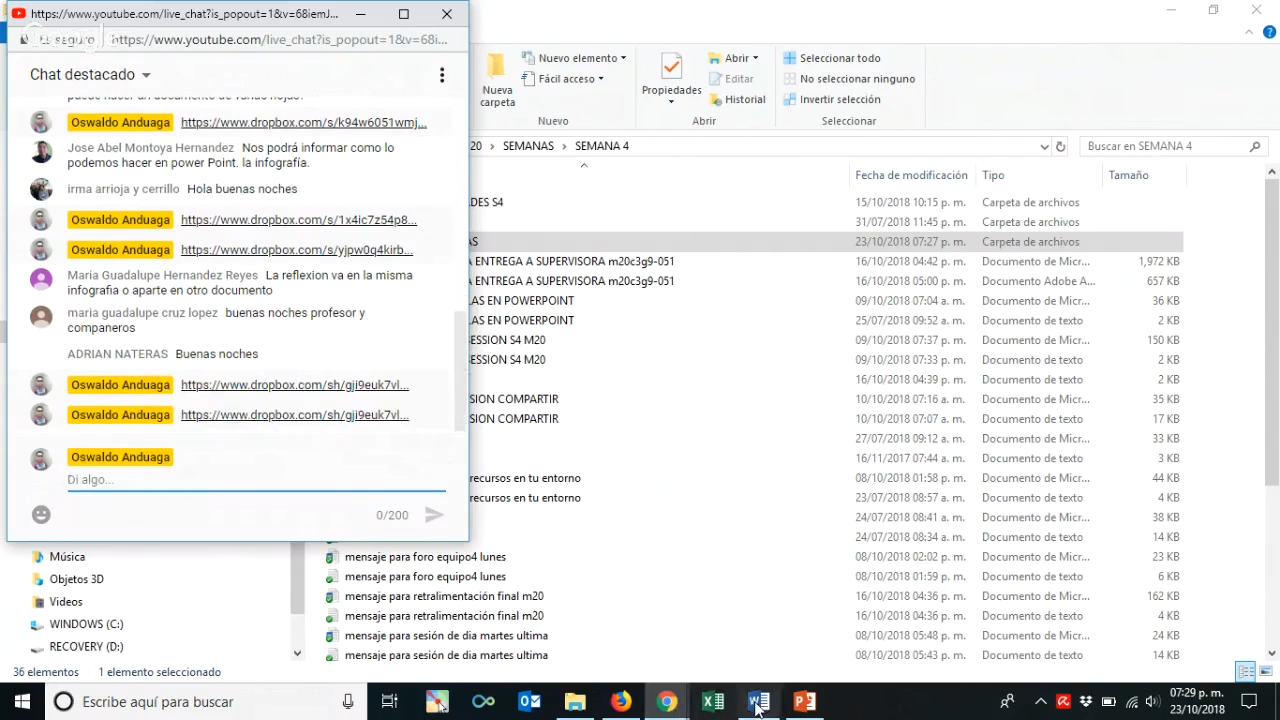 https://www.youtube.com/live_chat?is_popout=1&v=68iemJ...
https://www.youtube.com/live_chat?is_popout=1&v=68i...
Chat destacado
puede hacer un documento de varias hojas?
Oswaldo Anduaga https://www.dropbox.com/s/k94w6051wmj...
Jose Abel Montoya Hernandez Nos podrá informar como lo
podemos hacer en power Point. la infografía.
irma arrioja y cerrillo Hola buenas noches
Oswaldo Anduaga https://www.dropbox.com/s/1x4ic7z54p8...
Oswaldo Anduaga https://www.dropbox.com/s/yjpw0q4kirb...
Maria Guadalupe Hernandez Reyes La reflexion va en la misma
infografia o aparte en otro documento
maria guadalupe cruz lopez buenas noches profesor y
companeros
ADRIAN NATERAS Buenas noches
Oswaldo Anduaga https://www.dropbox.com/sh/gji9euk7vl...
Oswaldo Anduaga https://www.dropbox.com/sh/gji9euk7vl...
Oswaldo Anduaga
Di algo...
0/200
Nueva
carpeta
Nuevo elemento
Fácil acceso
Nuevo
Propiedades
Abrir
Editar
Historial
Abrir
Seleccionar todo
No seleccionar ninguno
Invertir selección
Seleccionar
20 > SEMANAS > SEMANA 4
Buscar en SEMANA 4
Fecha de modificación Tipo Tamaño
DES S4 15/10/2018 10:15 p. m. Carpeta de archivos
31/07/2018 11:45 p. m. Carpeta de archivos
AS 23/10/2018 07:27 p. m. Carpeta de archivos
ENTREGA A SUPERVISORA m20c3g9-051 16/10/2018 04:42 p. m. Documento de Micr... 1,972 KB
ENTREGA A SUPERVISORA m20c3g9-051 16/10/2018 05:00 p. m. Documento Adobe A... 657 KB
LAS EN POWERPOINT 09/10/2018 07:04 a. m. Documento de Micr... 36 KB
LAS EN POWERPOINT 25/07/2018 09:52 a. m. Documento de texto 2 KB
ESSION S4 M20 09/10/2018 07:37 p. m. Documento de Micr... 150 KB
ESSION S4 M20 09/10/2018 07:33 p. m. Documento de texto 2 KB
16/10/2018 04:39 p. m. Documento de texto 2 KB
SION COMPARTIR 10/10/2018 07:16 a. m. Documento de Micr... 35 KB
SION COMPARTIR 10/10/2018 07:07 a. m. Documento de texto 17 KB
27/08/2018 09:12 a. m. Documento de Micr... 33 KB
16/11/2017 07:44 a. m. Documento de texto 3 KB
recursos en tu entorno 08/10/2018 01:58 p. m. Documento de Micr... 44 KB
recursos en tu entorno 23/07/2018 08:57 a. m. Documento de texto 4 KB
24/07/2018 08:41 a. m. Documento de Micr... 38 KB
24/07/2018 08:34 a. m. Documento de texto 14 KB
mensaje para foro equipo4 lunes 08/10/2018 02:02 p. m. Documento de Micr... 23 KB
mensaje para foro equipo4 lunes 08/10/2018 01:59 p. m. Documento de texto 6 KB
mensaje para retralimentación final m20 16/10/2018 04:36 p. m. Documento de Micr... 162 KB
mensaje para retralimentación final m20 16/10/2018 04:36 p. m. Documento de texto 4 KB
mensaje para sesión de dia martes ultima 08/10/2018 05:48 p. m. Documento de Micr... 24 KB
mensaje para sesión de dia martes ultima 08/10/2018 05:43 p. m. Documento de texto 14 KB
Música
Objetos 3D
Videos
WINDOWS (C:)
RECOVERY (D:)
36 elementos 1 elemento seleccionado
Escribe aquí para buscar
07:29 p. m.
23/10/2018